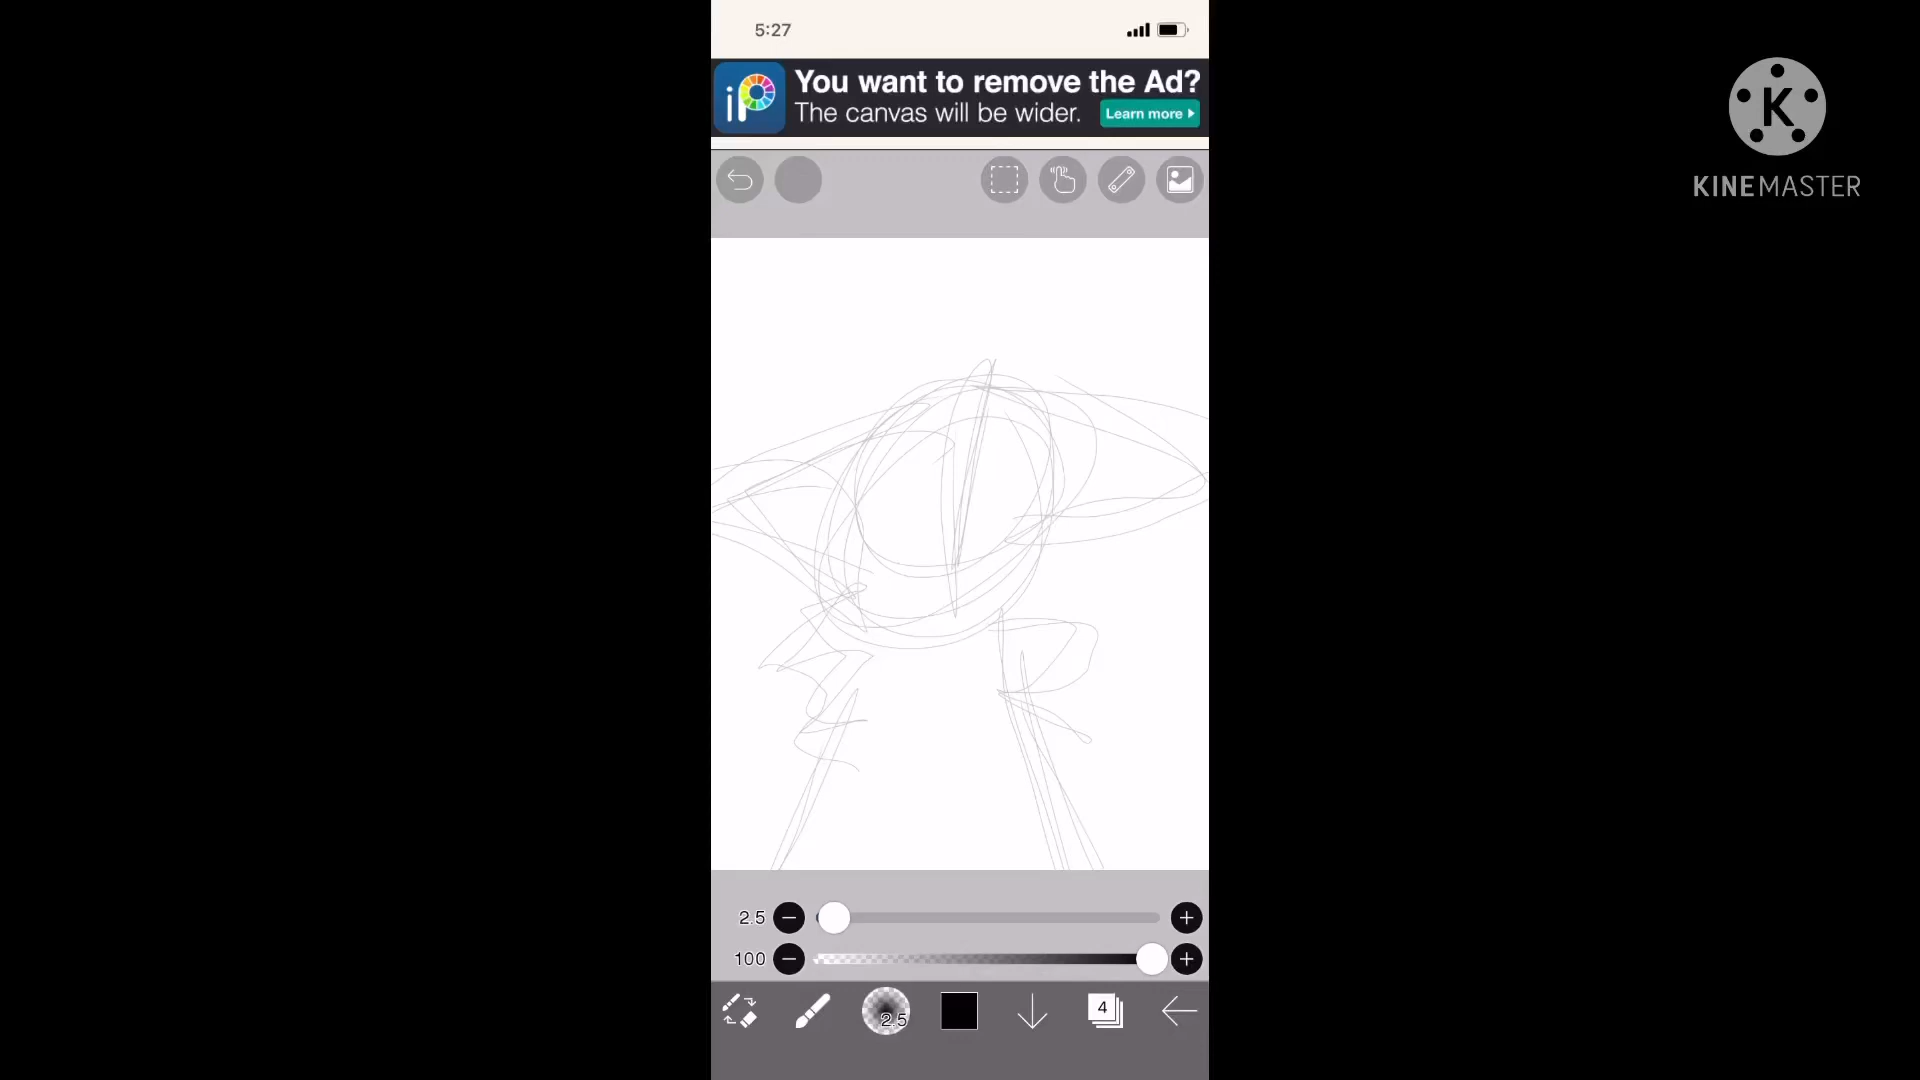 5:27
iP
You want to remove the Ad?
The canvas will be wider.
Learn more
K
KINEMASTER
2.5
100
2.5
4